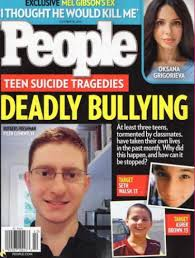 EXCLUSIVE MEL GIBSON'S EX
'I THOUGHT HE WOULD KILL ME'
People
OKSANA
GRIGORIEVA
TEEN SUICIDE TRAGEDIES
DEADLY BULLYING
RUTGERS FRESHMAN
TYLER CLEMENTI, 18
At least three teens,
tormented by classmates,
have taken their own lives
in the past month. Why did
this happen, and how can it
be stopped?
TARGET
SETH
WALSH, 13
TARGET
ASHER
BROWN, 13